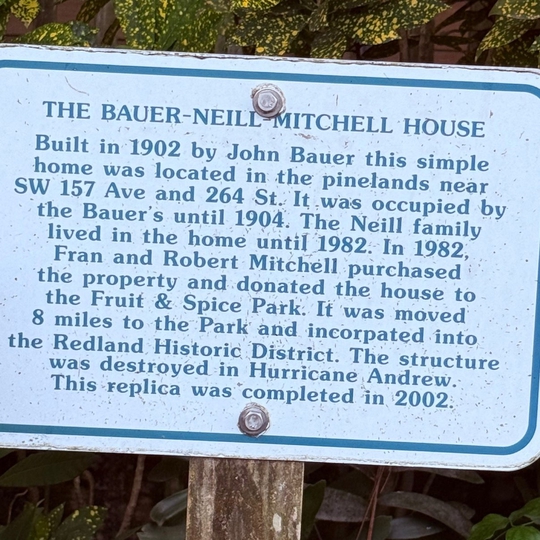 THE BAUER-NEILL-MITCHELL HOUSE
Built in 1902 by John Bauer this simple
home was located in the pinelands near
SW 157 Ave and 264 St. It was occupied by
the Bauer's until 1904. The Neill family
lived in the home until 1982. In 1982,
Fran and Robert Mitchell purchased
the property and donated the house to
the Fruit & Spice Park. It was moved
8 miles to the Park and incorpated into
the Redland Historic District. The structure
was destroyed in Hurricane Andrew.
This replica was completed in 2002.